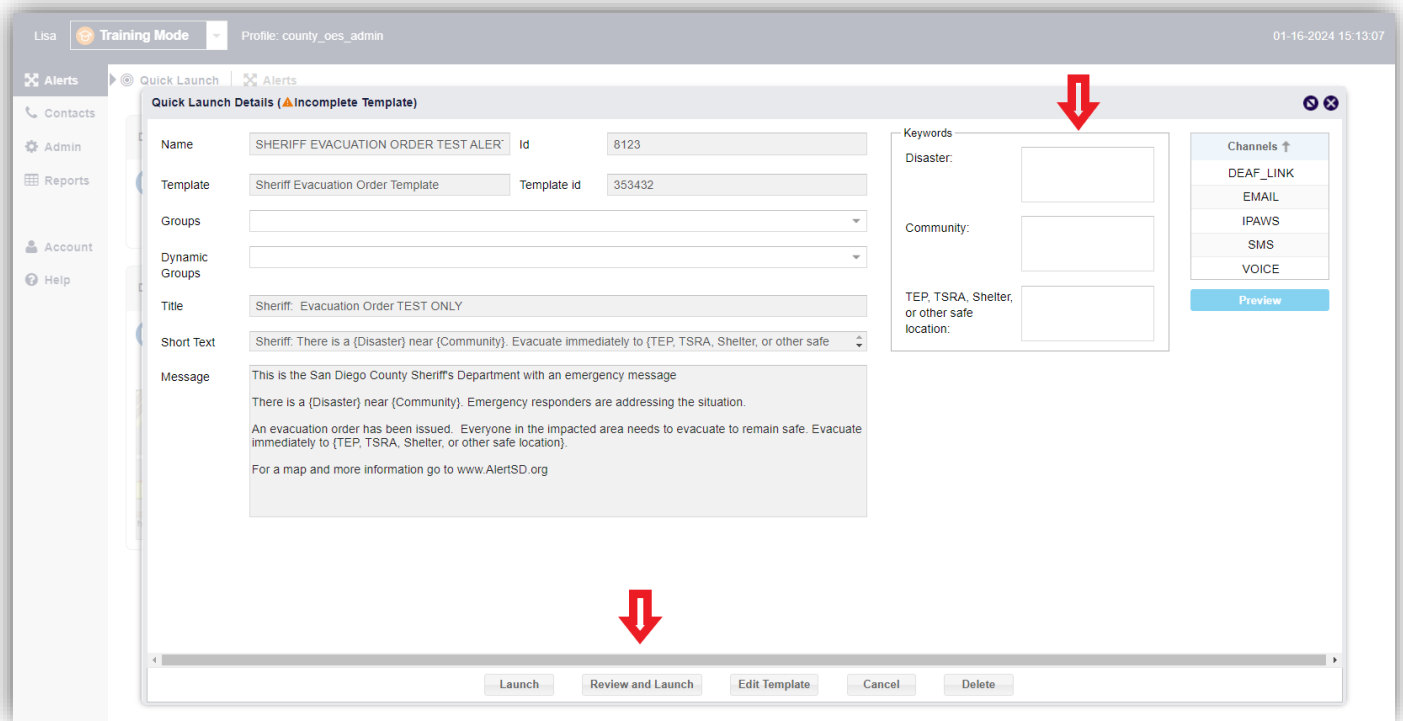 Lisa
Training Mode
Profile: county_oes_admin
01-16-2024 15:13:07
Alerts
Contacts
Admin
Reports
Account
Help
Quick Launch
Alerts
Quick Launch Details (Incomplete Template)
Name
SHERIFF EVACUATION ORDER TEST ALER
Id
8123
Template
Sheriff Evacuation Order Template
Template id
353432
Groups
Dynamic
Groups
Title
Sheriff:  Evacuation Order TEST ONLY
Short Text
Sheriff: There is a {Disaster} near {Community}. Evacuate immediately to {TEP, TSRA, Shelter, or other safe
Message
This is the San Diego County Sheriff's Department with an emergency message
There is a {Disaster} near {Community}. Emergency responders are addressing the situation.
An evacuation order has been issued.  Everyone in the impacted area needs to evacuate to remain safe. Evacuate
immediately to {TEP, TSRA, Shelter, or other safe location}.
For a map and more information go to www.AlertSD.org
Keywords
Disaster:
Community:
TEP, TSRA, Shelter,
or other safe
location:
Channels
DEAF_LINK
EMAIL
IPAWS
SMS
VOICE
Preview
Launch
Review and Launch
Edit Template
Cancel
Delete